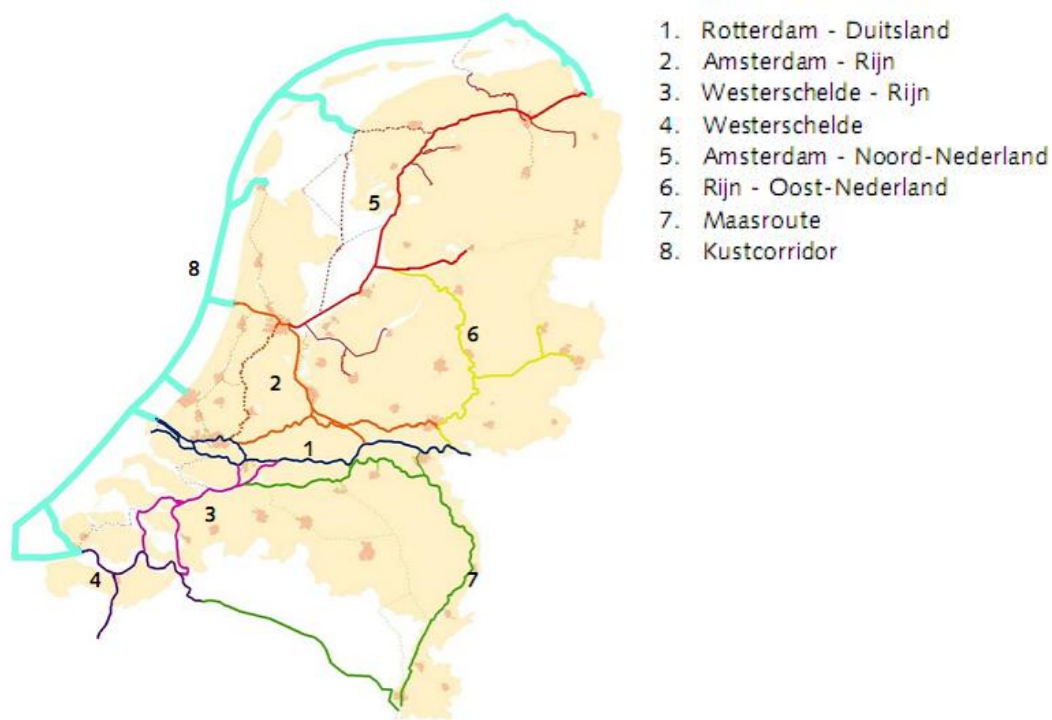 1. Rotterdam - Duitsland
2. Amsterdam - Rijn
3. Westerschelde - Rijn
4. Westerschelde
5. Amsterdam - Noord-Nederland
6. Rijn - Oost-Nederland
7. Maasroute
8. Kustcorridor
5
8
6
2
1
3
4
7